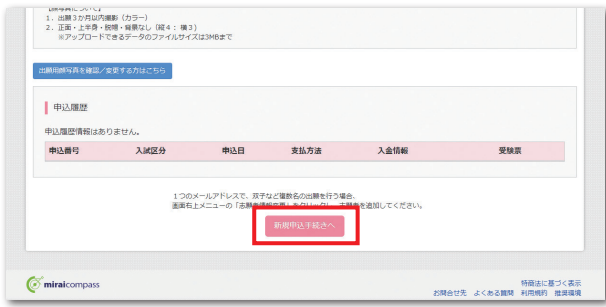 【顔写真について】
1. 出願3か月以内撮影(カラー)
2. 正面・上半身・脱帽・背景なし(縦4:横3)
※アップロードできるデータのファイルサイズは3MBまで
出願用顔写真を確認/変更する方はこちら
申込履歴
申込履歴情報はありません。
申込番号 入試区分 申込日 支払方法 入金情報 受験票
1つのメールアドレスで、双子など複数名の出願を行う場合、
画面右上メニューの「志願者情報変更」をクリックし、志願者を追加してください。
新規申込手続きへ
miraicompass
特商法に基づく表示
お問合せ先 よくある質問 利用規約 推奨環境